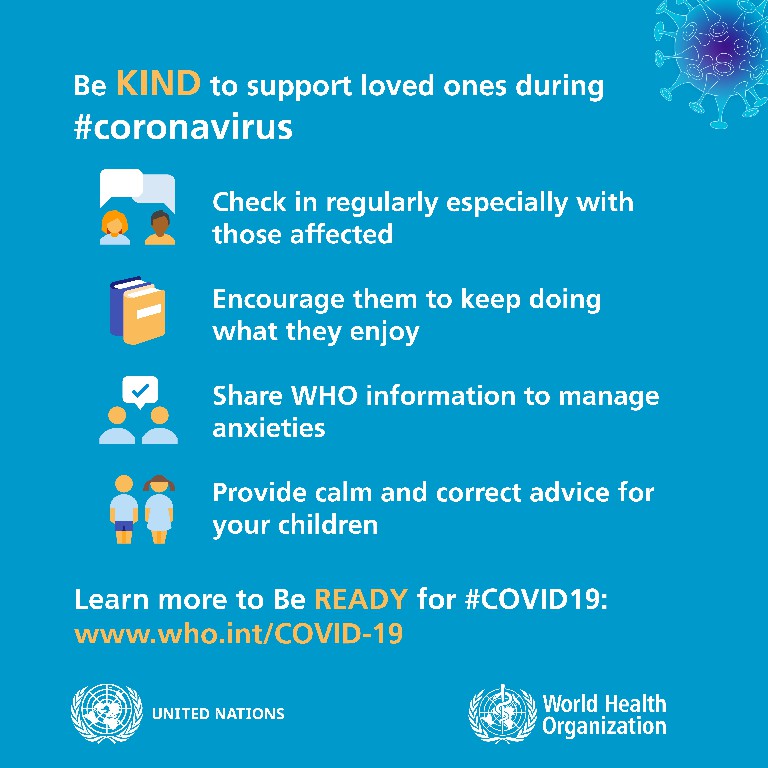 Be KIND to support loved ones during
#coronavirus
Check in regularly especially with
those affected
Encourage them to keep doing
what they enjoy
Share WHO information to manage
anxieties
Provide calm and correct advice for
your children
Learn more to Be READY for #COVID19:
www.who.int/COVID-19
UNITED NATIONS
World Health
Organization